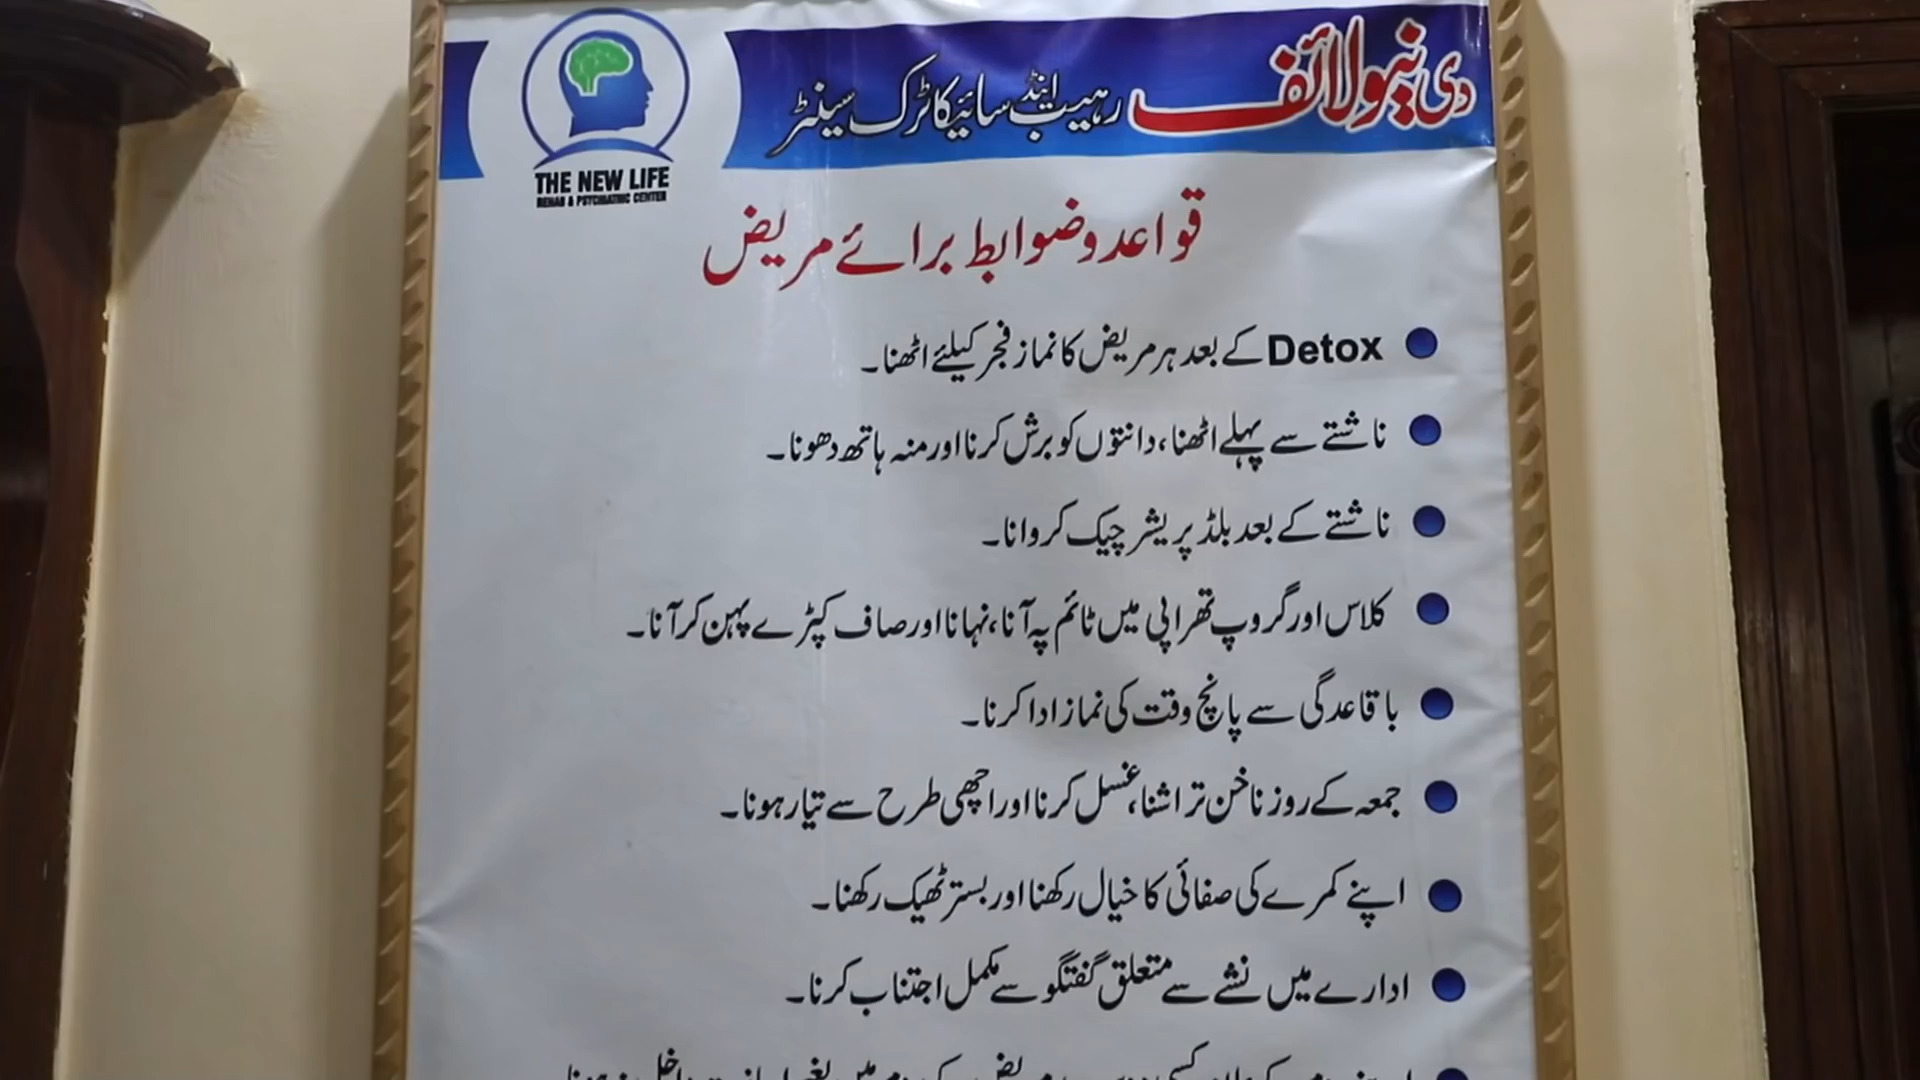 دی نیو لائف رہیب اینڈ سائیکاٹرک سینٹر
THE NEW LIFE
REHAB & PSYCHIATRIC CENTER
قواعد و ضوابط برائے مریض
Detox کے بعد ہر مریض کا نماز فجر کیلئے اٹھنا۔
ناشتے سے پہلے اٹھنا، دانتوں کو برش کرنا اور منہ ہاتھ دھونا۔
ناشتے کے بعد بلڈ پریشر چیک کروانا۔
کلاس اور گروپ تھراپی میں ٹائم پہ آنا، نہانا اور صاف کپڑے پہن کر آنا۔
باقاعدگی سے پانچ وقت کی نماز ادا کرنا۔
جمعہ کے روز ناخن تراشنا، غسل کرنا اور اچھی طرح سے تیار ہونا۔
اپنے کمرے کی صفائی کا خیال رکھنا اور بستر ٹھیک رکھنا۔
ادارے میں نشے سے متعلق گفتگو سے مکمل اجتناب کرنا۔